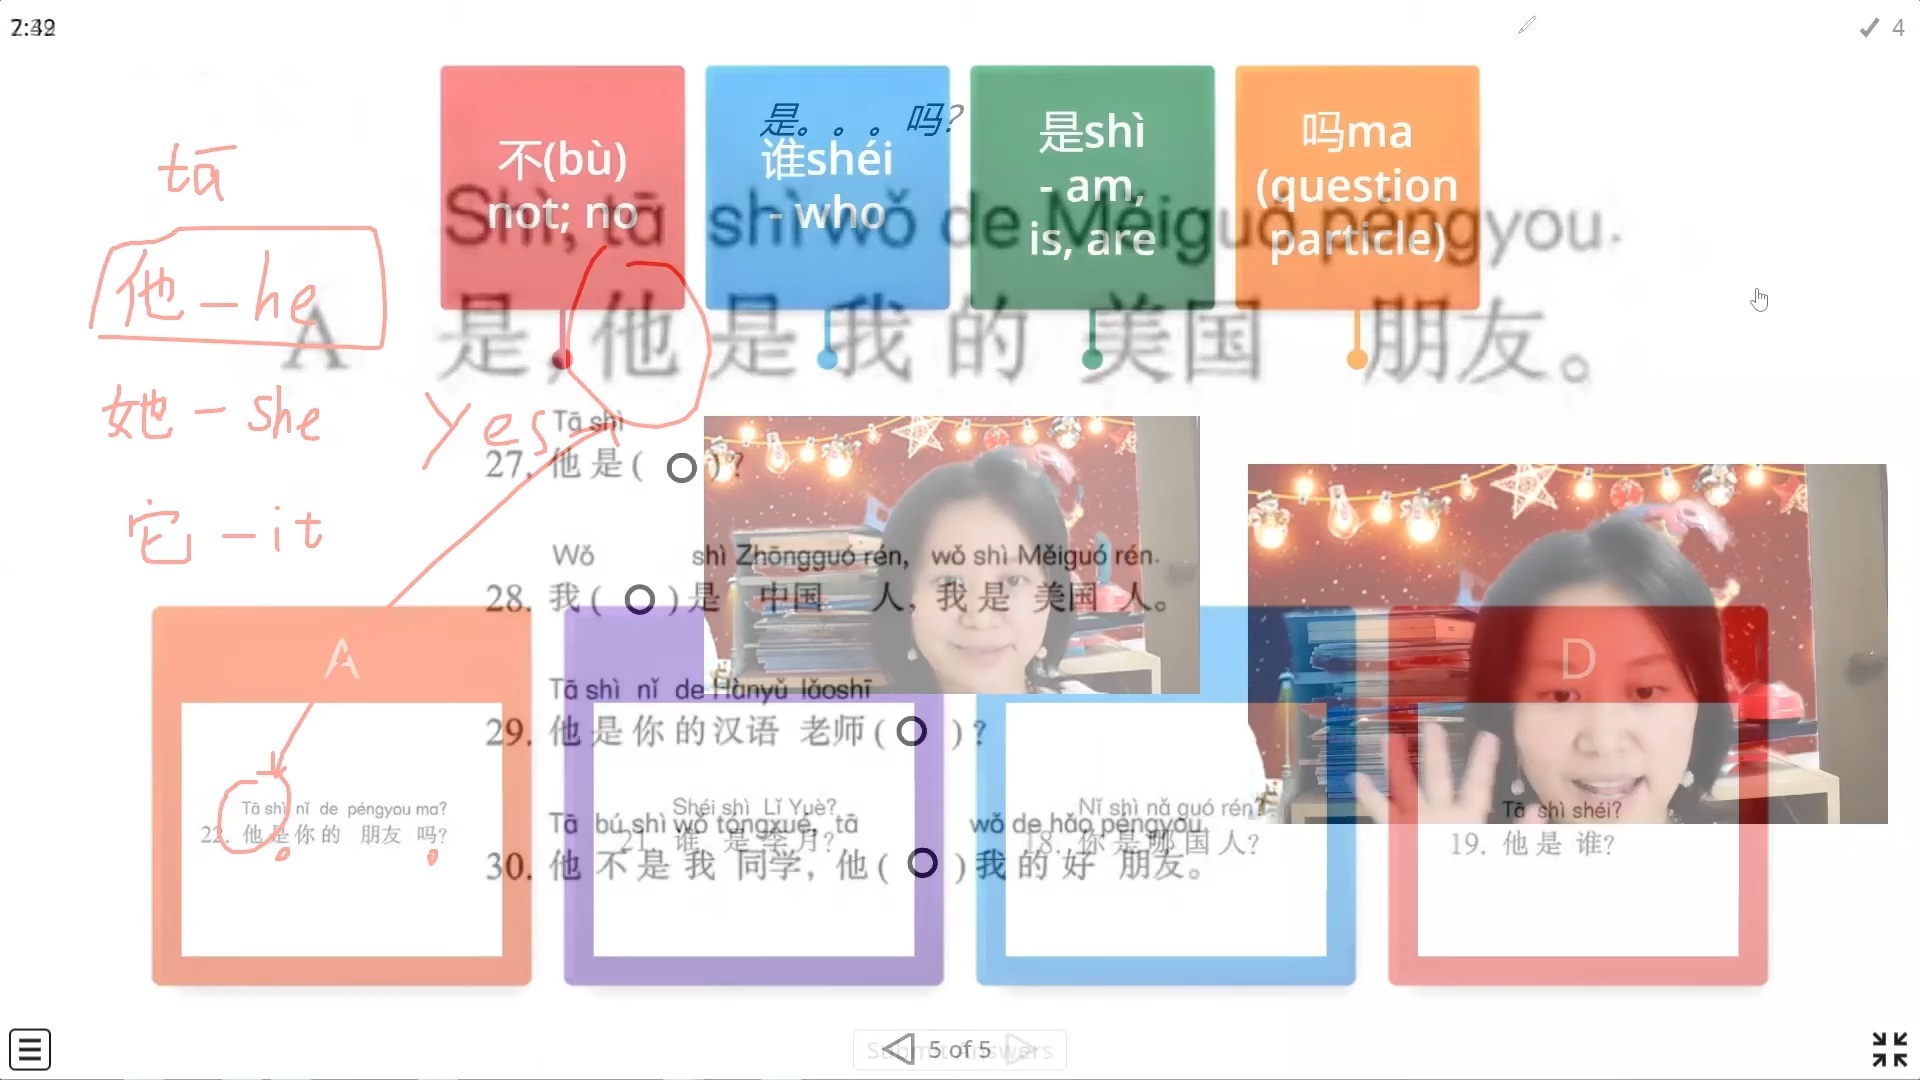 2:42
4
不(bù)
not; no
是。。。吗?
谁shéi
- who
是shì
- am,
is, are
吗ma
(question
particle)
tā
Shì, tā shì wǒ de Měiguó péngyou.
他 – he
A 是,他是我的 美国 朋友。
她 – she
Yes
它 – it
Tā shì
27. 他是( )?
Wǒ shì Zhōngguó rén, wǒ shì Měiguó rén.
28. 我( )是 中国 人, 我是 美国 人。
A
D
Tā shì nǐ de Hànyǔ lǎoshī
29. 他是你的汉语 老师( )?
Tā shì nǐ de péngyou ma?
22. 他是你的 朋友 吗?
Shéi shì Lǐ Yuè?
21. 谁 是 李月?
Nǐ shì nǎ guó rén?
18. 你是哪国人?
Tā shì shéi?
19. 他是 谁?
Tā bú shì wǒ tóngxué, tā wǒ de hǎo péngyou.
30. 他 不是 我 同学, 他( )我的好 朋友。
Submit Answers
5 of 5